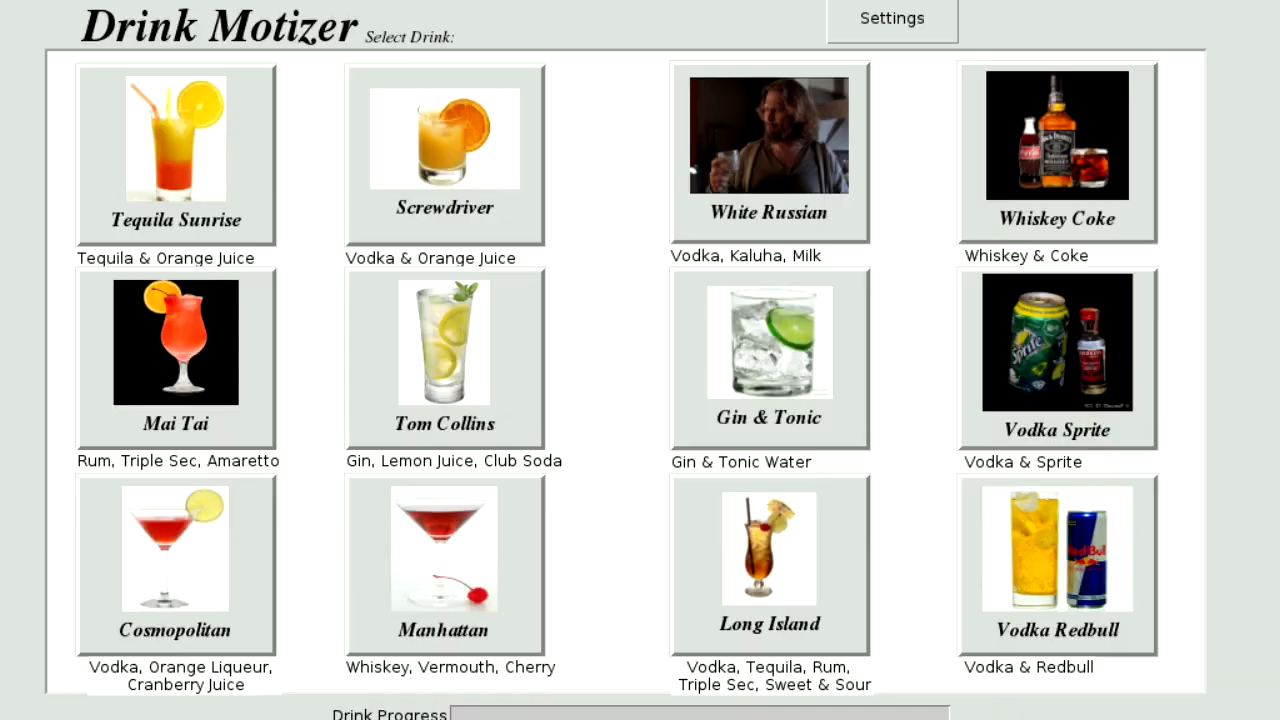 Drink Motizer Select Drink:
Settings
Tequila Sunrise
Screwdriver
White Russian
Whiskey Coke
Tequila & Orange Juice
Vodka & Orange Juice
Vodka, Kaluha, Milk
Whiskey & Coke
Sprite
Mai Tai
Tom Collins
Gin & Tonic
Vodka Sprite
Rum, Triple Sec, Amaretto
Gin, Lemon Juice, Club Soda
Gin & Tonic Water
Vodka & Sprite
RedBull
Cosmopolitan
Manhattan
Long Island
Vodka Redbull
Vodka, Orange Liqueur,
Cranberry Juice
Whiskey, Vermouth, Cherry
Vodka, Tequila, Rum,
Triple Sec, Sweet & Sour
Vodka & Redbull
Drink Progress